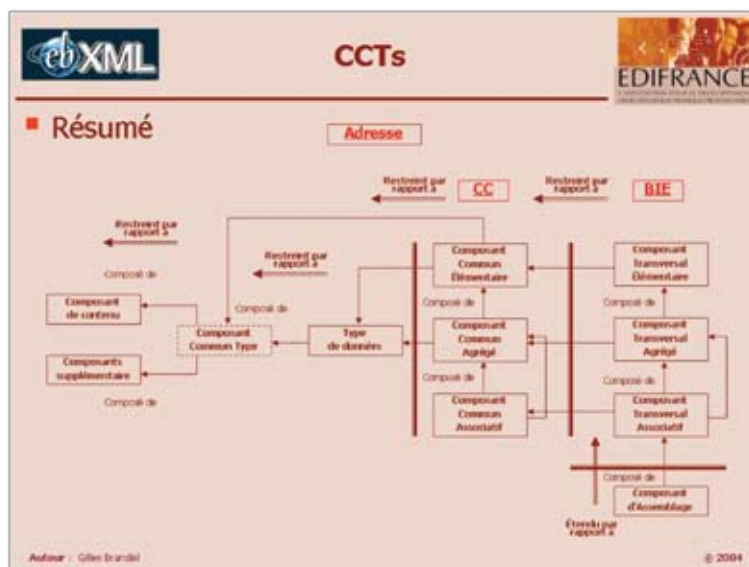 ebXML
CCTs
EDIFRANCE
Résumé
Adresse
Restreint par
rapport à
CC
Restreint par
rapport à
BIE
Restreint par
rapport à
Restreint par
rapport à
Composant
Commun
Élémentaire
Composant
Transversal
Élémentaire
Composé de
Composant
de contenu
Composé de
Composé de
Composé de
Composant
Commun Type
Type
de données
Composant
Commun
Agrégé
Composant
Transversal
Agrégé
Composants
supplémentaire
Composé de
Composé de
Composé de
Composant
Commun
Associatif
Composant
Transversal
Associatif
Composé de
Composant
d'Assemblage
Étendu par
rapport à
Auteur : Gilles Brandel
© 2004